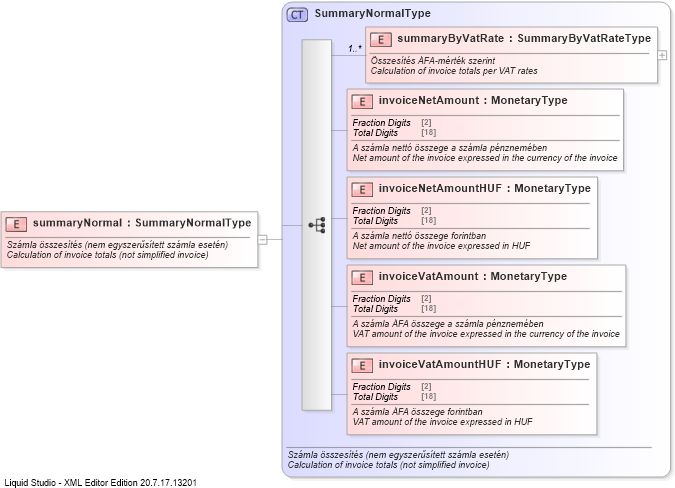 CT SummaryNormalType
1..*
E summaryByVatRate : SummaryByVatRateType
Összesítés ÁFA-mérték szerint
Calculation of invoice totals per VAT rates
E invoiceNetAmount : MonetaryType
Fraction Digits [2]
Total Digits [18]
A számla nettó összege a számla pénznemében
Net amount of the invoice expressed in the currency of the invoice
E invoiceNetAmountHUF : MonetaryType
Fraction Digits [2]
Total Digits [18]
A számla nettó összege forintban
Net amount of the invoice expressed in HUF
E summaryNormal : SummaryNormalType
Számla összesítés (nem egyszerűsített számla esetén)
Calculation of invoice totals (not simplified invoice)
E invoiceVatAmount : MonetaryType
Fraction Digits [2]
Total Digits [18]
A számla ÁFA összege a számla pénznemében
VAT amount of the invoice expressed in the currency of the invoice
E invoiceVatAmountHUF : MonetaryType
Fraction Digits [2]
Total Digits [18]
A számla ÁFA összege forintban
VAT amount of the invoice expressed in HUF
Számla összesítés (nem egyszerűsített számla esetén)
Calculation of invoice totals (not simplified invoice)
Liquid Studio - XML Editor Edition 20.7.17.13201